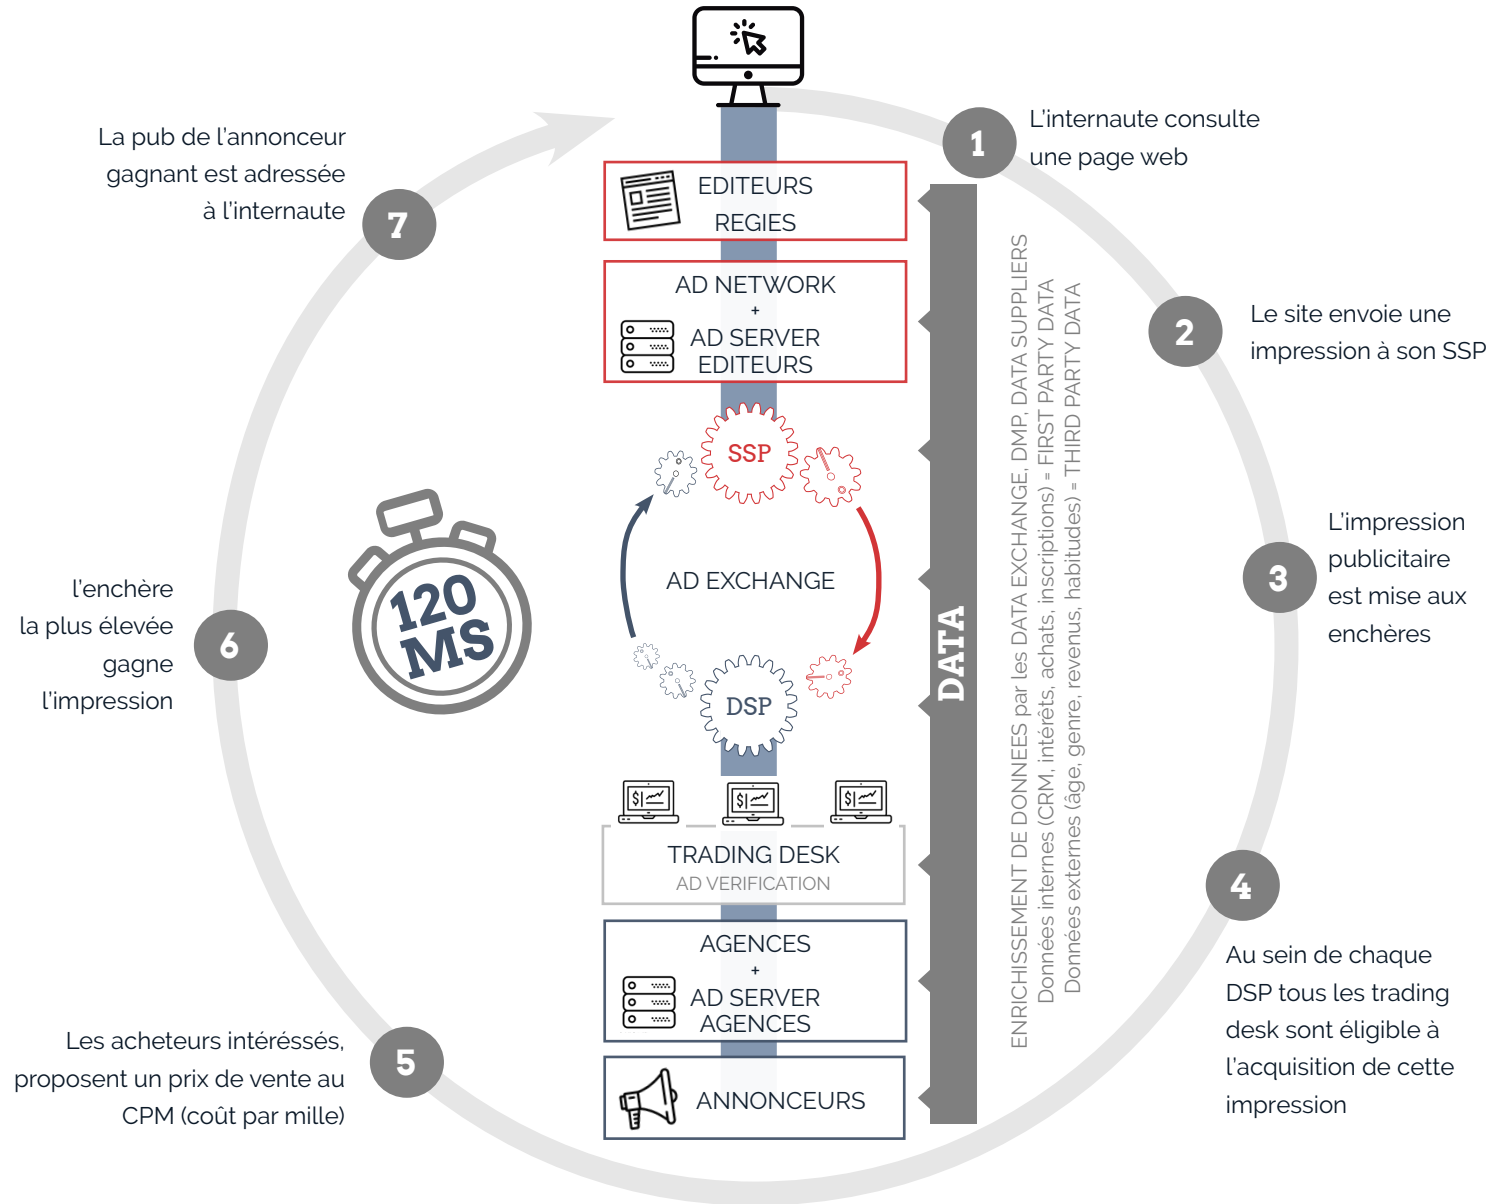 1
L'internaute consulte
une page web
2
Le site envoie une
impression à son SSP
3
L'impression
publicitaire
est mise aux
enchères
4
Au sein de chaque
DSP tous les trading
desk sont éligible à
l'acquisition de cette
impression
5
Les acheteurs intéréssés,
proposent un prix de vente au
CPM (coût par mille)
6
l'enchère
la plus élevée
gagne
l'impression
7
La pub de l'annonceur
gagnant est adressée
à l'internaute
120
MS
EDITEURS
REGIES
AD NETWORK
+
AD SERVER
EDITEURS
SSP
AD EXCHANGE
DSP
$
$
$
TRADING DESK
AD VERIFICATION
AGENCES
+
AD SERVER
AGENCES
ANNONCEURS
DATA
ENRICHISSEMENT DE DONNEES par les DATA EXCHANGE, DMP, DATA SUPPLIERS
Données internes (CRM, intérêts, achats, inscriptions) = FIRST PARTY DATA
Données externes (âge, genre, revenus, habitudes) = THIRD PARTY DATA